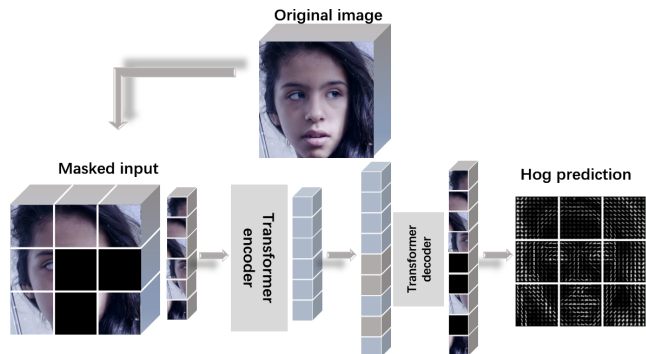 Original image
Masked input
Transformer
encoder
Transformer
decoder
Hog prediction